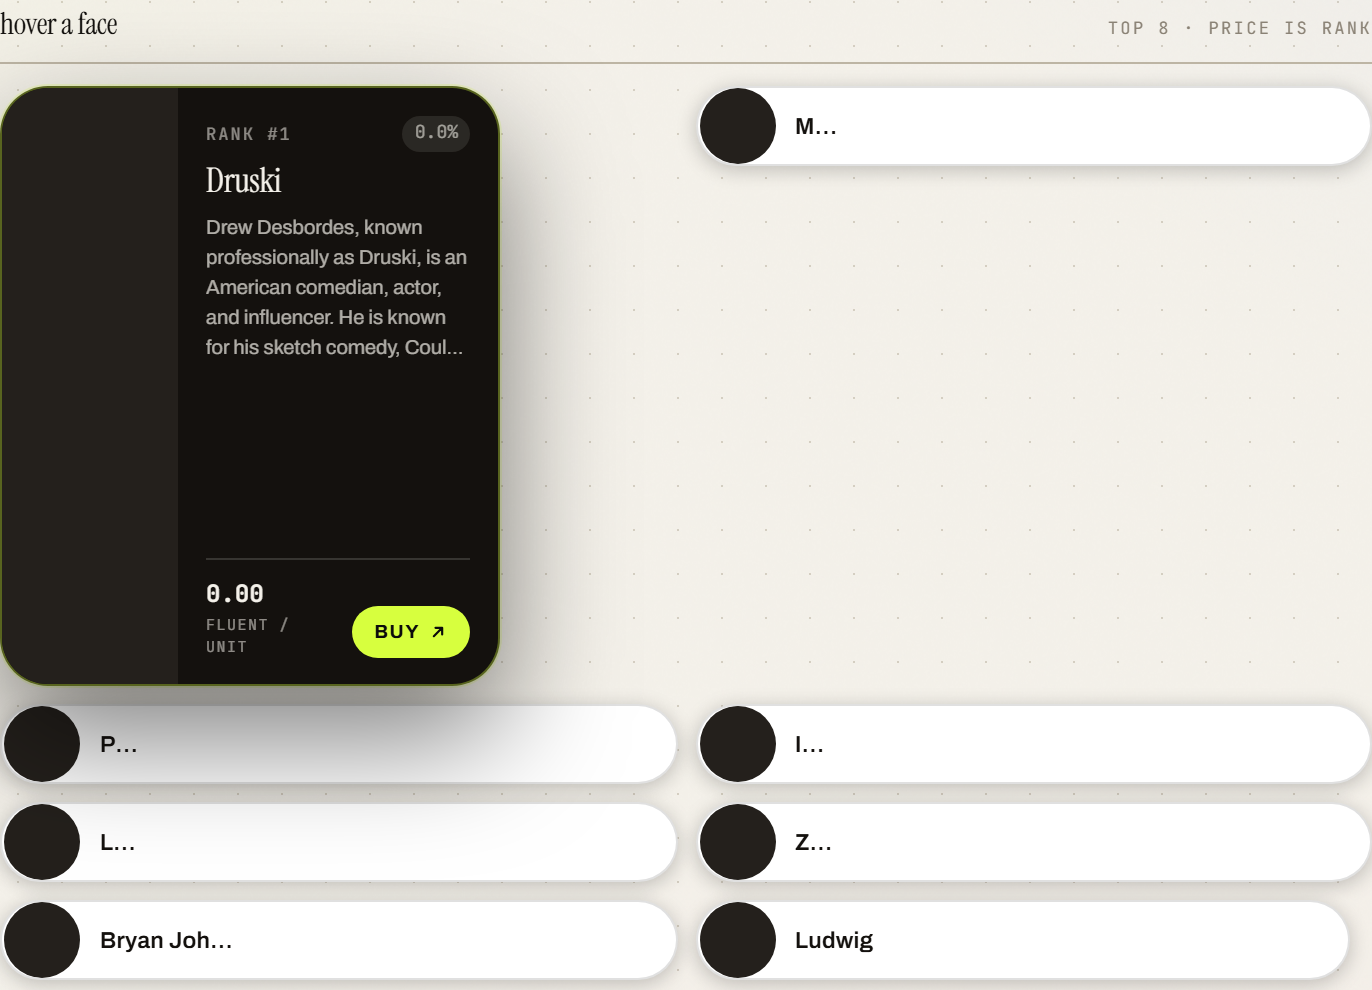 hover a face
TOP 8 · PRICE IS RANK
RANK #1
0.0%
Druski
Drew Desbordes, known
professionally as Druski, is an
American comedian, actor,
and influencer. He is known
for his sketch comedy, Coul...
0.00
FLUENT /
UNIT
BUY ↗
M...
P...
I...
L...
Z...
Bryan Joh...
Ludwig